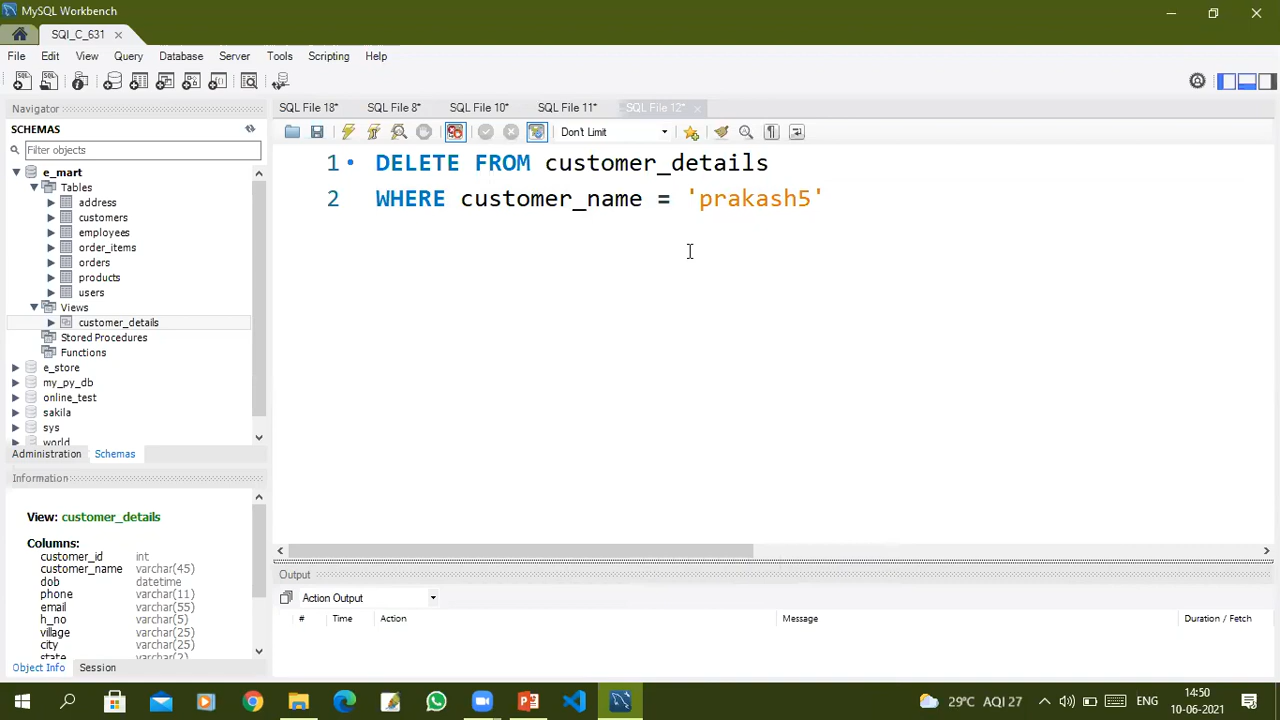 MySQL Workbench
SQl_C_631
File Edit View Query Database Server Tools Scripting Help
Navigator
SCHEMAS
Filter objects
e_mart
Tables
address
customers
employees
order_items
orders
products
users
Views
customer_details
Stored Procedures
Functions
e_store
my_py_db
online_test
sakila
sys
world
Administration Schemas
Information
View: customer_details
Columns:
customer_id int
customer_name varchar(45)
dob datetime
phone varchar(11)
email varchar(55)
h_no varchar(5)
village varchar(25)
city varchar(25)
state varchar(2)
Object Info Session
SQL File 18* SQL File 8* SQL File 10* SQL File 11* SQL File 12*
Don't Limit
1 DELETE FROM customer_details
2 WHERE customer_name = 'prakash5'
Output
Action Output
# Time Action Message Duration / Fetch
29°C AQI 27 ENG 14:50
10-06-2021